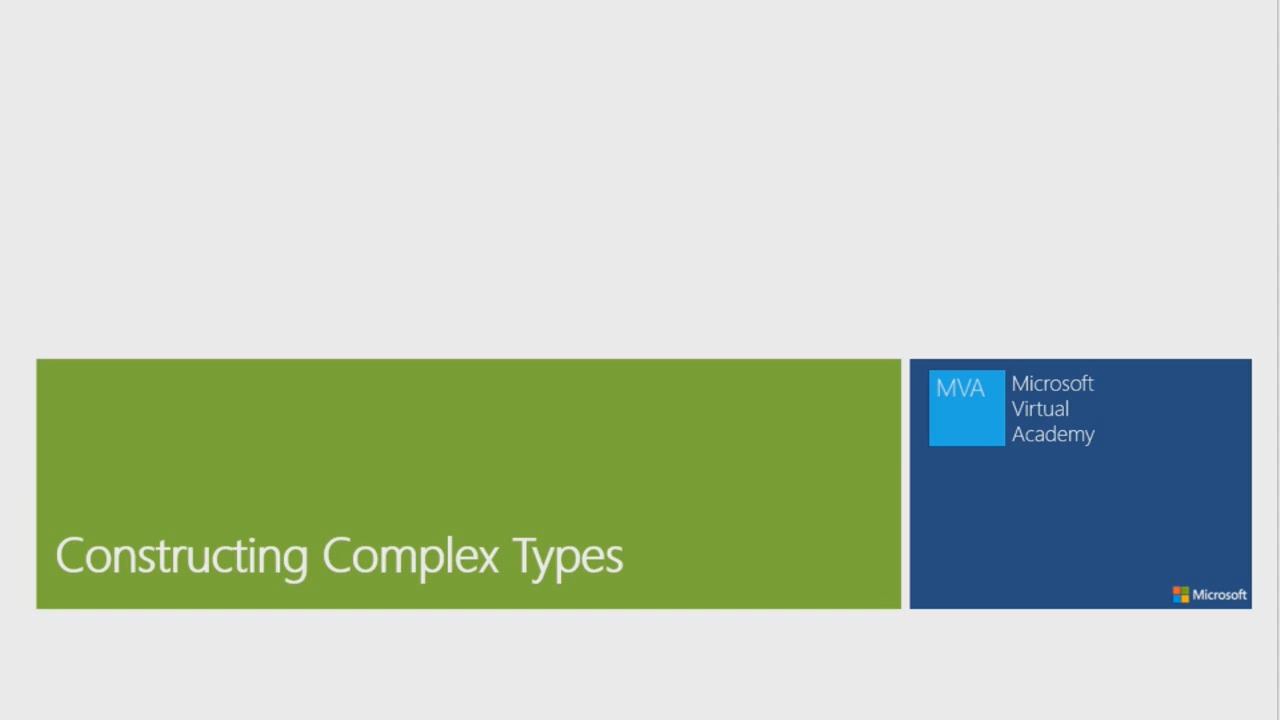 Constructing Complex Types
MVA
Microsoft
Virtual
Academy
Microsoft